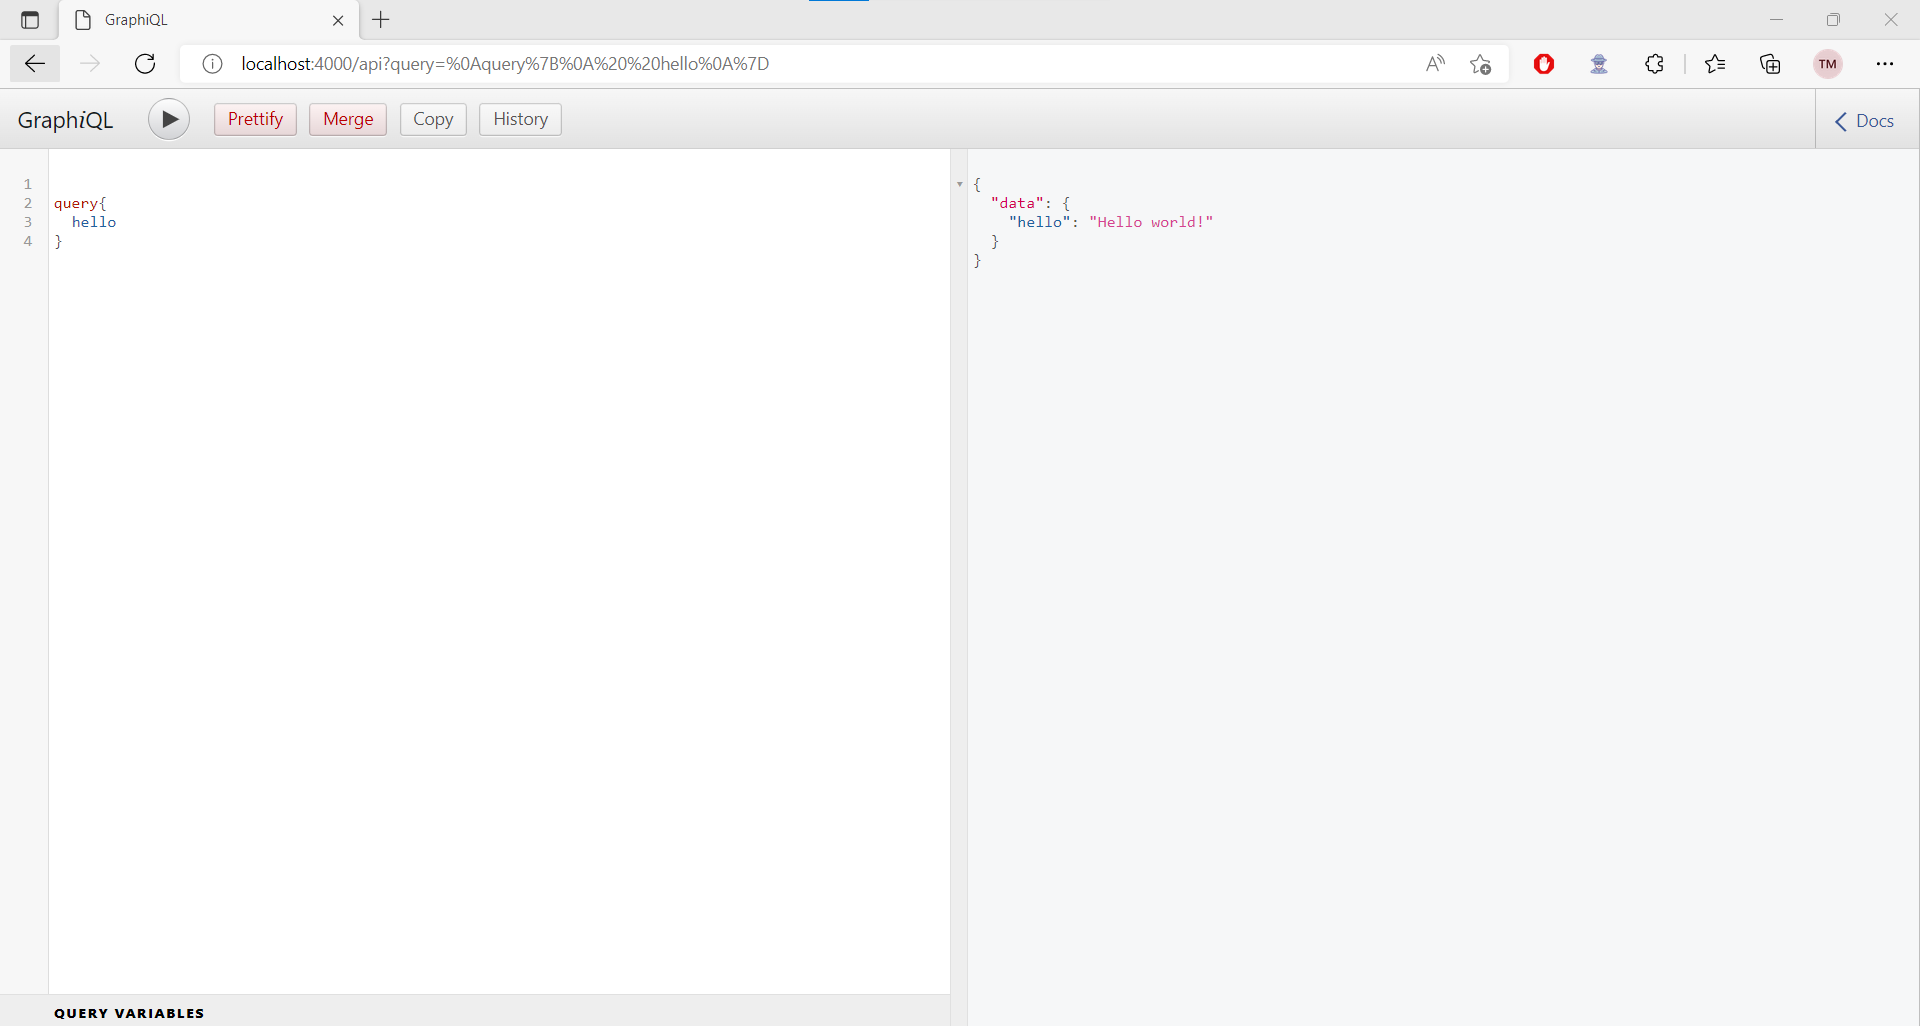 GraphiQL
localhost:4000/api?query=%0Aquery%7B%0A%20%20hello%0A%7D
TM
GraphiQL
Prettify
Merge
Copy
History
Docs
1
2 query{
3 hello
4 }
{
"data": {
"hello": "Hello world!"
}
}
QUERY VARIABLES